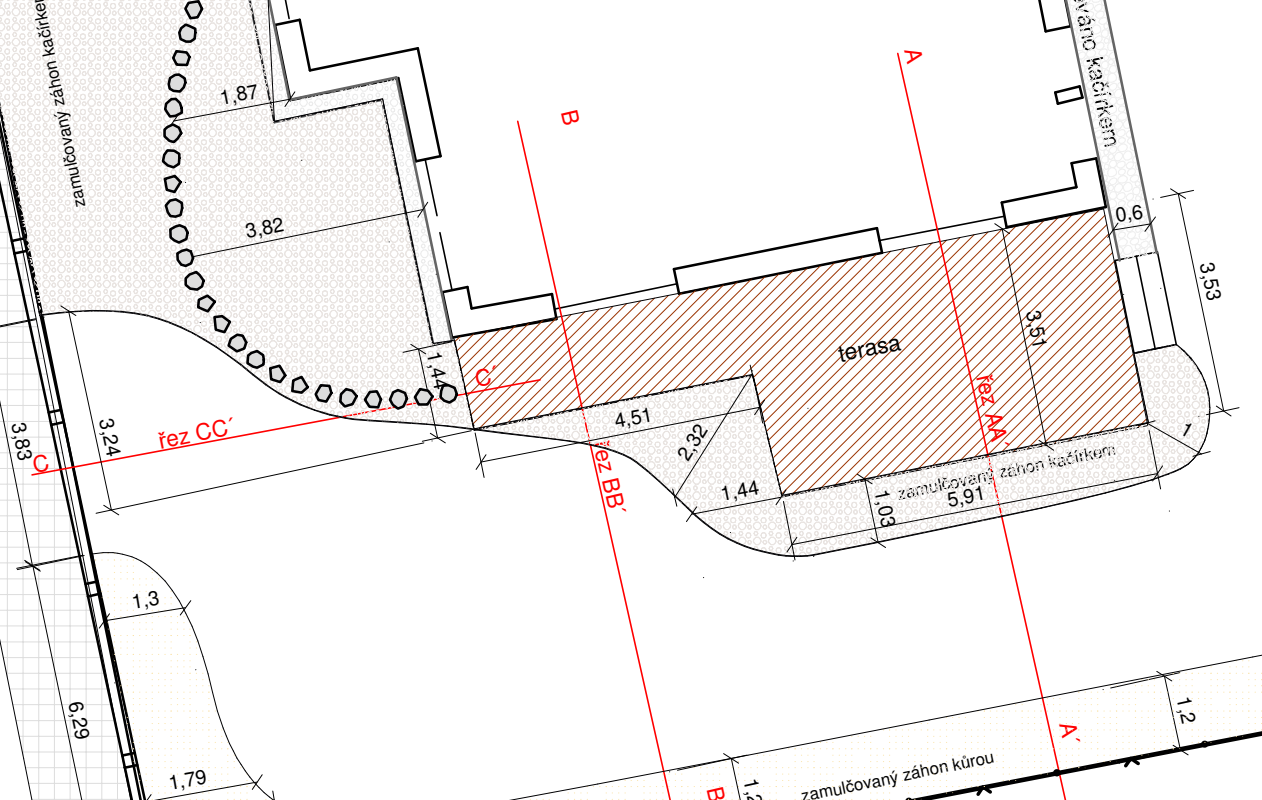 zamulčovaný záhon kačírkem
1,87
3,82
B
A
kačírkem
0,6
3,53
3,51
terasa
1,44
C´
4,51
řez CC´
3,24
3,83
C
2,32
řez BB´
řez AA´
1
zamulčovaný záhon kačírkem
5,91
1,44
1,03
1,3
6,29
1,79
A´
1,2
zamulčovaný záhon kůrou
B